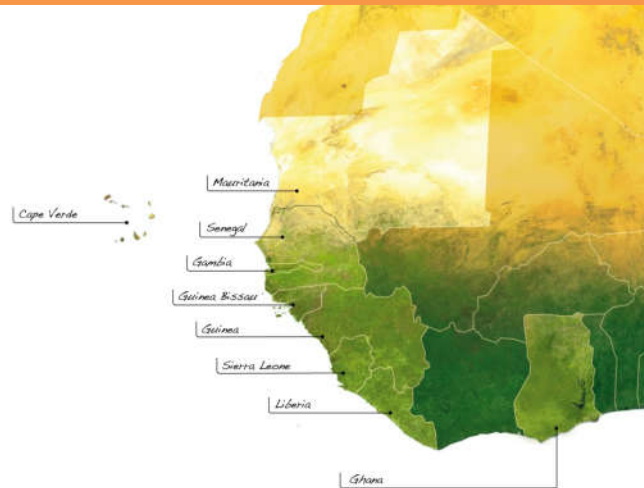 Mauritania
Cape Verde
Senegal
Gambia
Guinea Bissau
Guinea
Sierra Leone
Liberia
Ghana